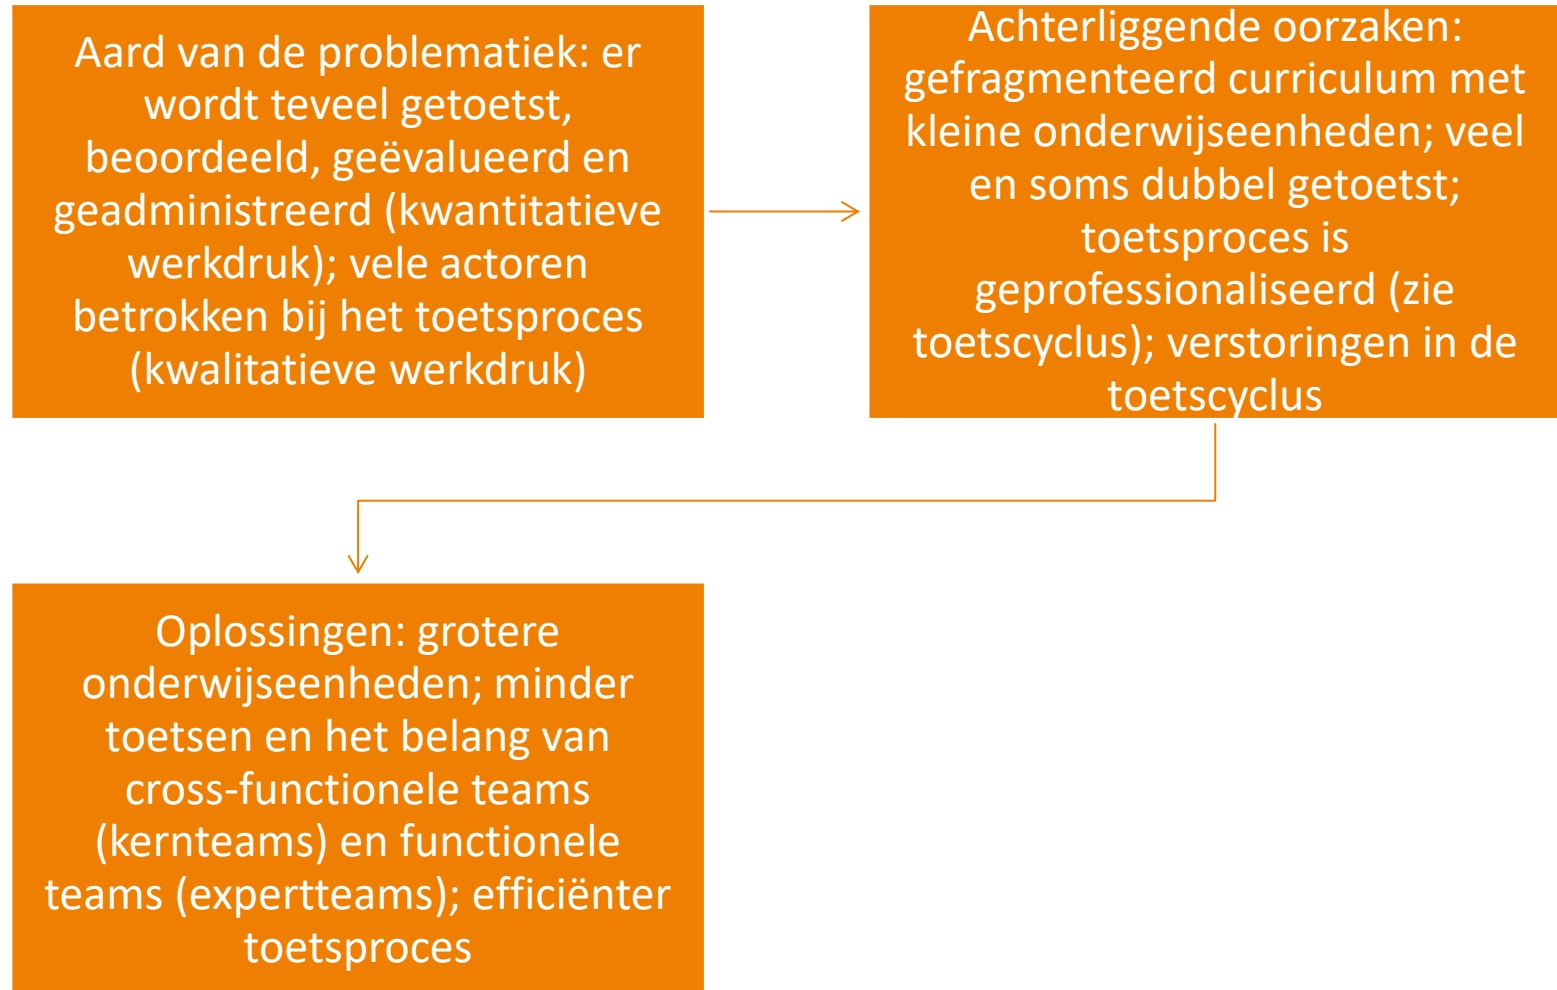 Aard van de problematiek: er
wordt teveel getoetst,
beoordeeld, geëvalueerd en
geadministreerd (kwantitatieve
werkdruk); vele actoren
betrokken bij het toetsproces
(kwalitatieve werkdruk)
Achterliggende oorzaken:
gefragmenteerd curriculum met
kleine onderwijseenheden; veel
en soms dubbel getoetst;
toetsproces is
geprofessionaliseerd (zie
toetscyclus); verstoringen in de
toetscyclus
Oplossingen: grotere
onderwijseenheden; minder
toetsen en het belang van
cross-functionele teams
(kernteams) en functionele
teams (expertteams); efficiënter
toetsproces